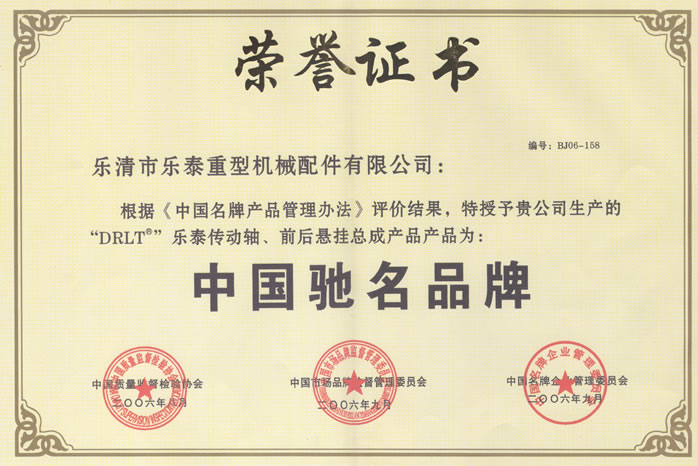 荣誉证书
编号：BJ06-158
乐清市乐泰重型机械配件有限公司：
根据《中国名牌产品管理办法》评价结果，特授予贵公司生产的
“DRLT®”乐泰传动轴、前后悬挂总成产品产品为：
中国驰名品牌
中国质量监督检验协会
二〇〇六年八月
中国市场品牌监督管理委员会
二〇〇六年九月
中国名牌企业管理委员会
二〇〇六年九月